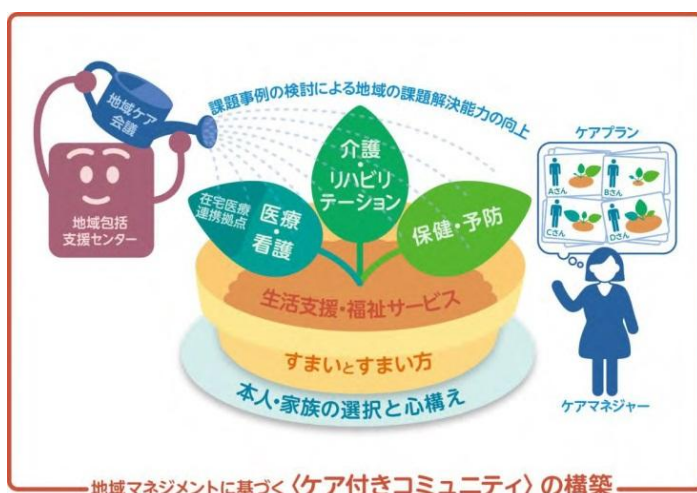 課題事例の検討による地域の課題解決能力の向上
地域ケア
会議
地域包括
支援センター
在宅医療
連携拠点
医療・
看護
介護
・
リハビリ
テーション
保健・予防
生活支援・福祉サービス
すまいとすまい方
本人・家族の選択と心構え
ケアプラン
Aさん
Bさん
Cさん
Dさん
ケアマネジャー
地域マネジメントに基づく〈ケア付きコミュニティ〉の構築